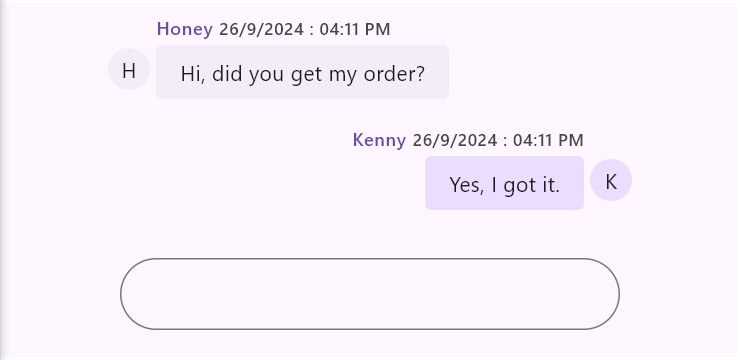 Honey 26/9/2024 : 04:11 PM
H
Hi, did you get my order?
Kenny 26/9/2024 : 04:11 PM
Yes, I got it.
K